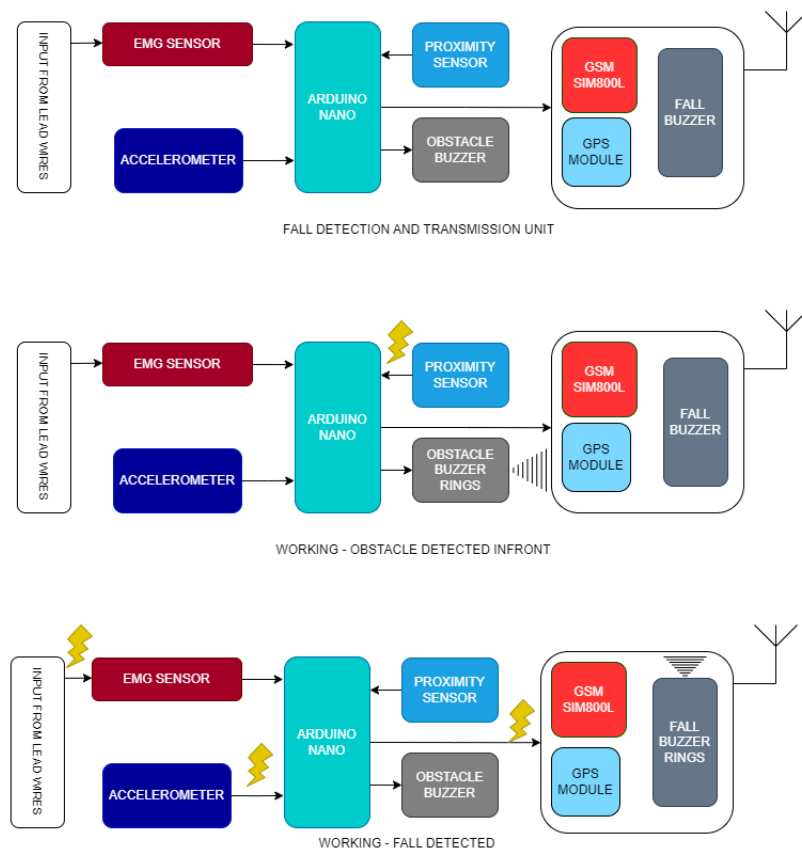 INPUT FROM LEAD WIRES
EMG SENSOR
ACCELEROMETER
ARDUINO
NANO
PROXIMITY
SENSOR
OBSTACLE
BUZZER
GSM
SIM800L
GPS
MODULE
FALL
BUZZER
FALL DETECTION AND TRANSMISSION UNIT
INPUT FROM LEAD WIRES
EMG SENSOR
ACCELEROMETER
ARDUINO
NANO
PROXIMITY
SENSOR
OBSTACLE
BUZZER
RINGS
GSM
SIM800L
GPS
MODULE
FALL
BUZZER
WORKING - OBSTACLE DETECTED INFRONT
INPUT FROM LEAD WIRES
EMG SENSOR
ACCELEROMETER
ARDUINO
NANO
PROXIMITY
SENSOR
OBSTACLE
BUZZER
GSM
SIM800L
GPS
MODULE
FALL
BUZZER
RINGS
WORKING - FALL DETECTED